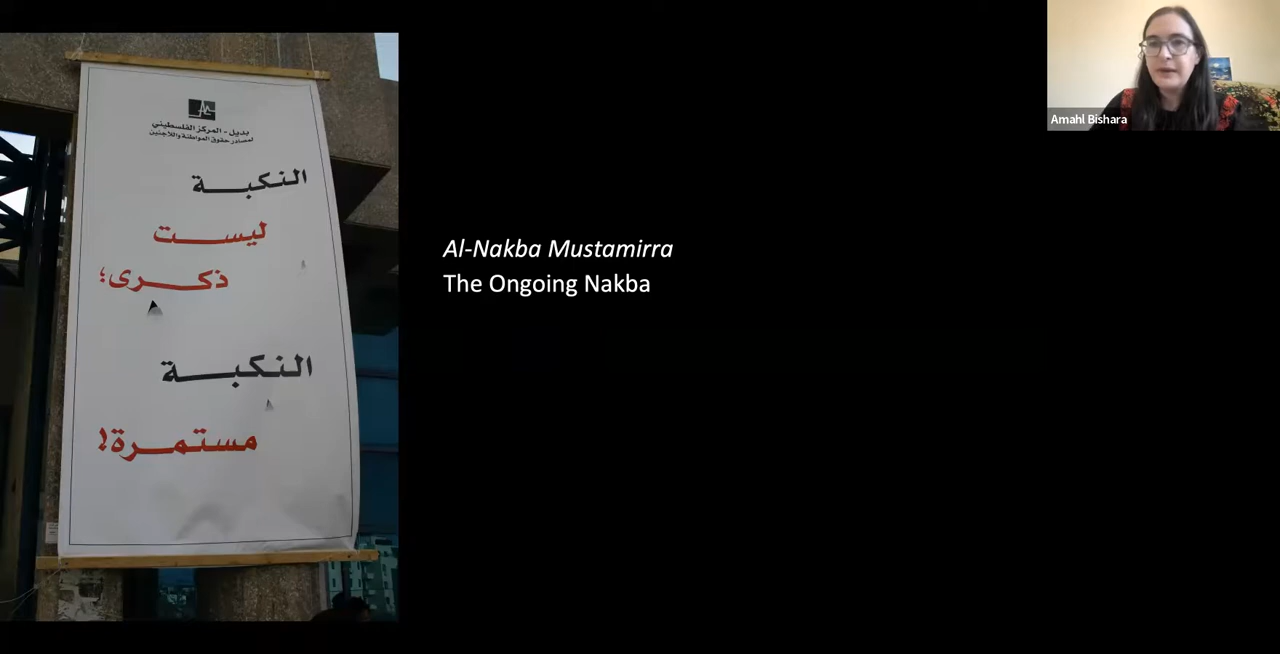 بديل - المركز الفلسطيني
لمصادر حقوق المواطنة واللاجئين
النكبة
ليست
ذكرى؛
النكبة
مستمرة!
Al-Nakba Mustamirra
The Ongoing Nakba
Amahl Bishara